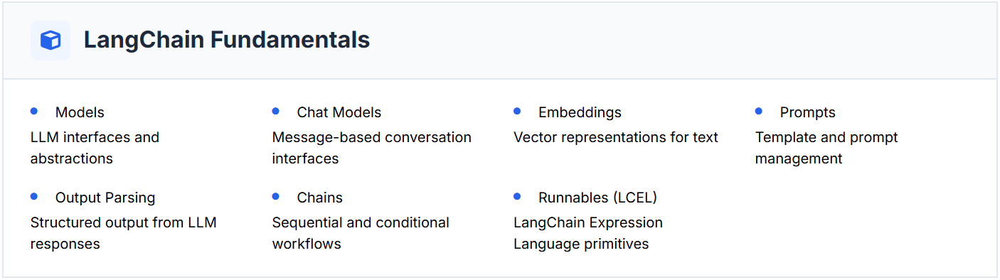 LangChain Fundamentals
Models
LLM interfaces and
abstractions
Chat Models
Message-based conversation
interfaces
Embeddings
Vector representations for text
Prompts
Template and prompt
management
Output Parsing
Structured output from LLM
responses
Chains
Sequential and conditional
workflows
Runnables (LCEL)
LangChain Expression
Language primitives